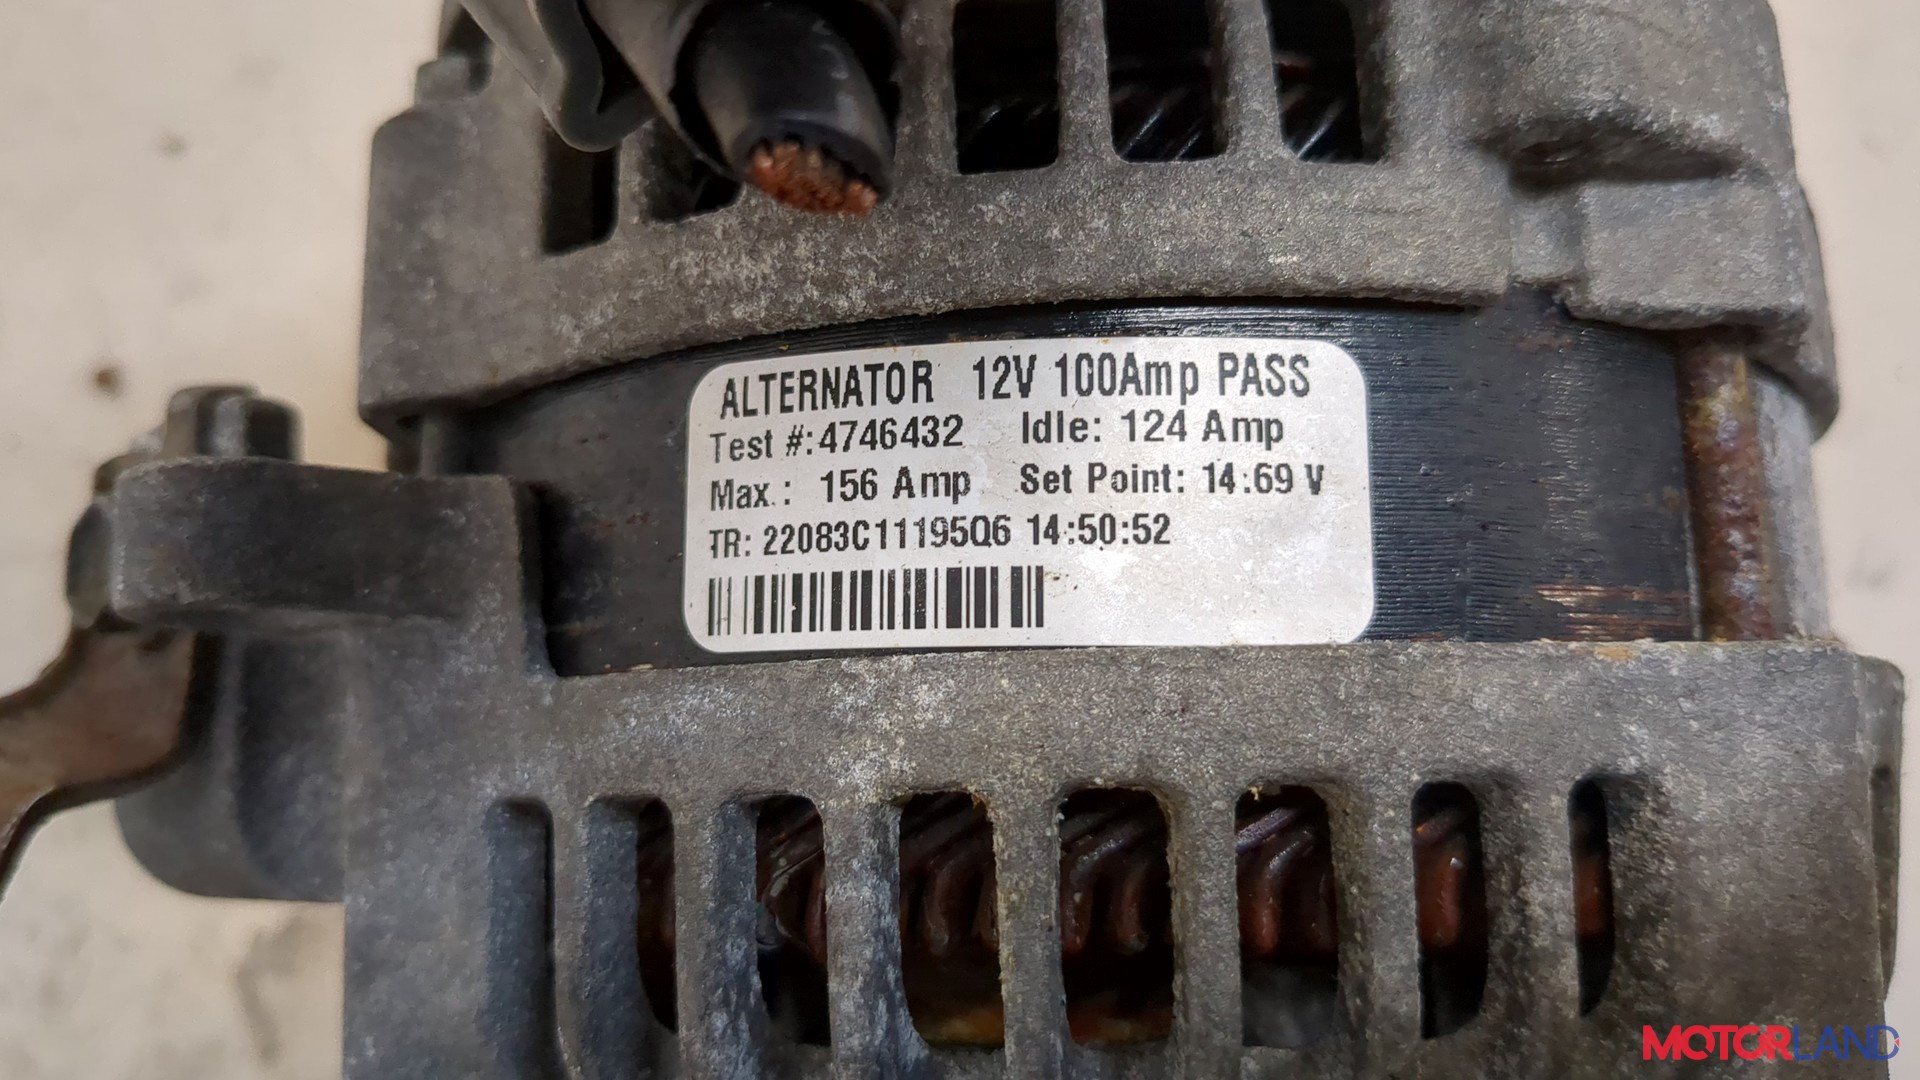 ALTERNATOR 12V 100Amp PASS
Test #:4746432 Idle: 124 Amp
Max.: 156 Amp Set Point: 14:69 V
TR: 22083C11195Q6 14:50:52
MOTORLAND